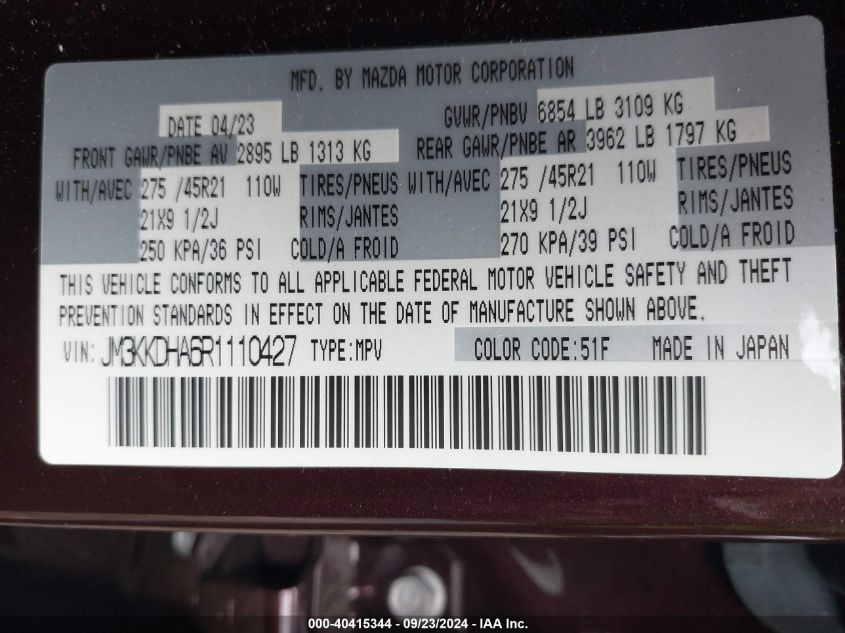 MFD. BY MAZDA MOTOR CORPORATION
DATE 04/23 GVWR/PNBV 6854 LB 3109 KG
FRONT GAWR/PNBE AV 2895 LB 1313 KG REAR GAWR/PNBE AR 3962 LB 1797 KG
WITH/AVEC 275 /45R21 110W TIRES/PNEUS WITH/AVEC 275 /45R21 110W TIRES/PNEUS
21X9 1/2J RIMS/JANTES 21X9 1/2J RIMS/JANTES
250 KPA/36 PSI COLD/A FROID 270 KPA/39 PSI COLD/A FROID
THIS VEHICLE CONFORMS TO ALL APPLICABLE FEDERAL MOTOR VEHICLE SAFETY AND THEFT
PREVENTION STANDARDS IN EFFECT ON THE DATE OF MANUFACTURE SHOWN ABOVE.
VIN: JM3KKDHA6R1110427 TYPE:MPV COLOR CODE:51F MADE IN JAPAN
000-40415344 - 09/23/2024 - IAA Inc.